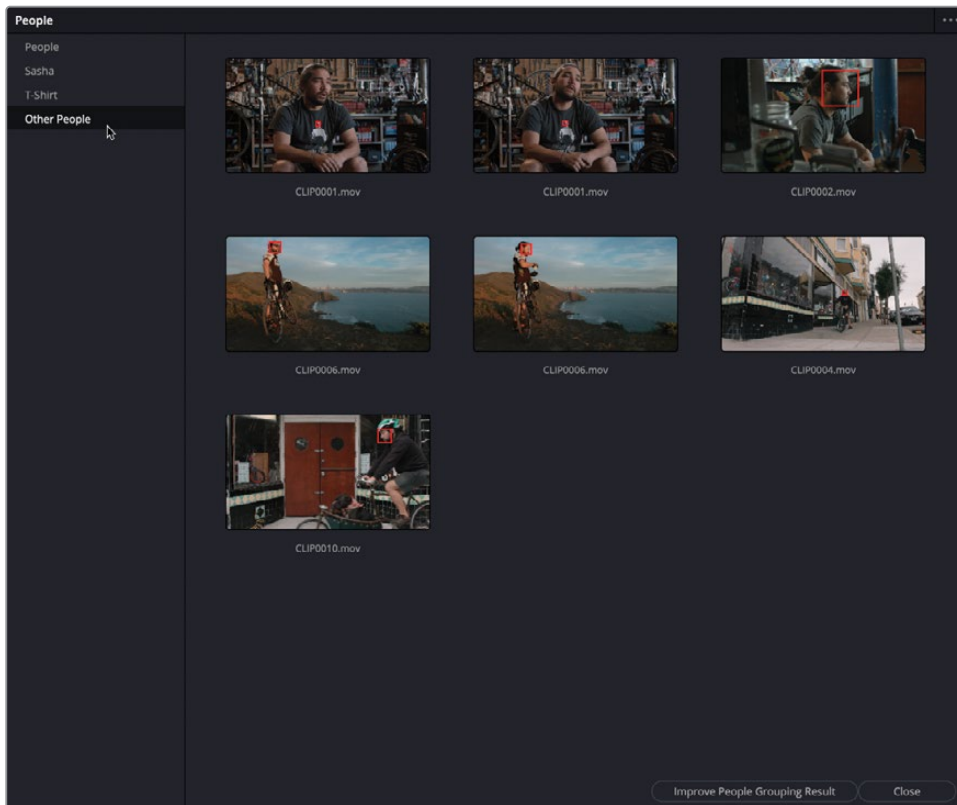 People
People
Sasha
T-Shirt
Other People
CLIP0001.mov
CLIP0001.mov
CLIP0002.mov
CLIP0006.mov
CLIP0006.mov
CLIP0004.mov
CLIP0010.mov
Improve People Grouping Result
Close